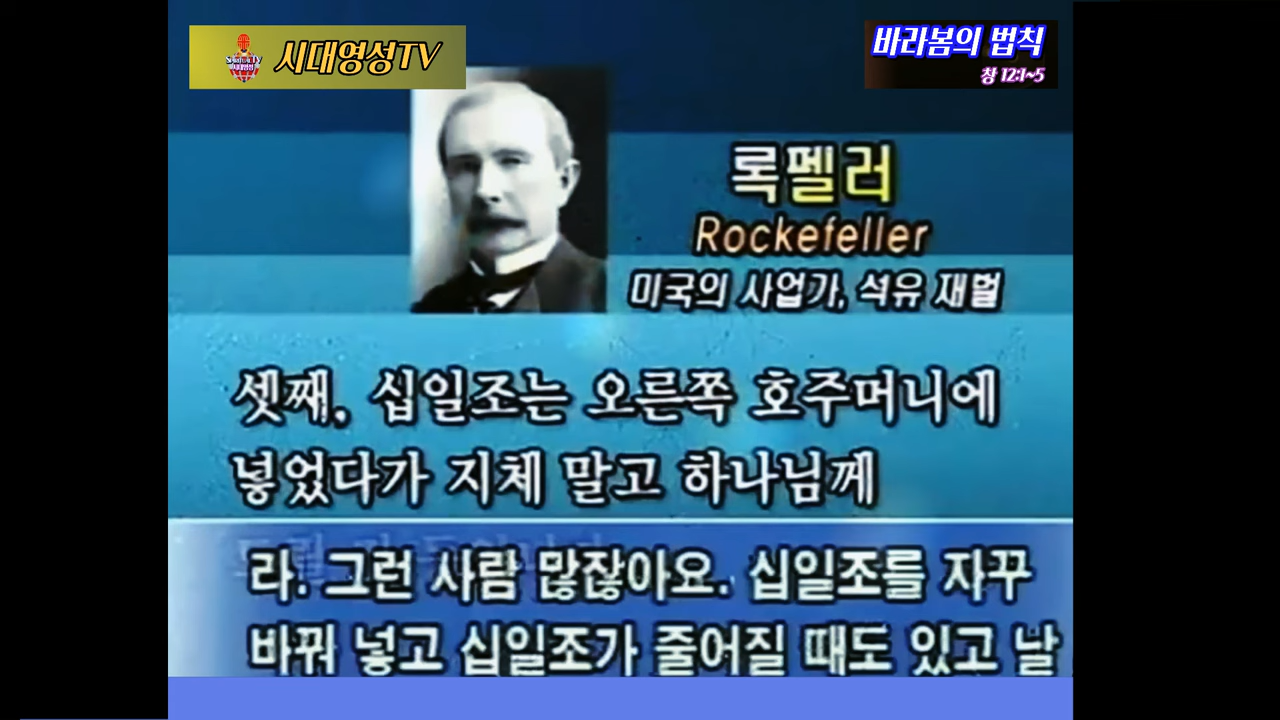 시대영성TV
바라봄의 법칙
창 12:1~5
록펠러
Rockefeller
미국의 사업가, 석유 재벌
셋째, 십일조는 오른쪽 호주머니에
넣었다가 지체 말고 하나님께
라. 그런 사람 많잖아요. 십일조를 자꾸
바꿔 넣고 십일조가 줄어질 때도 있고 날